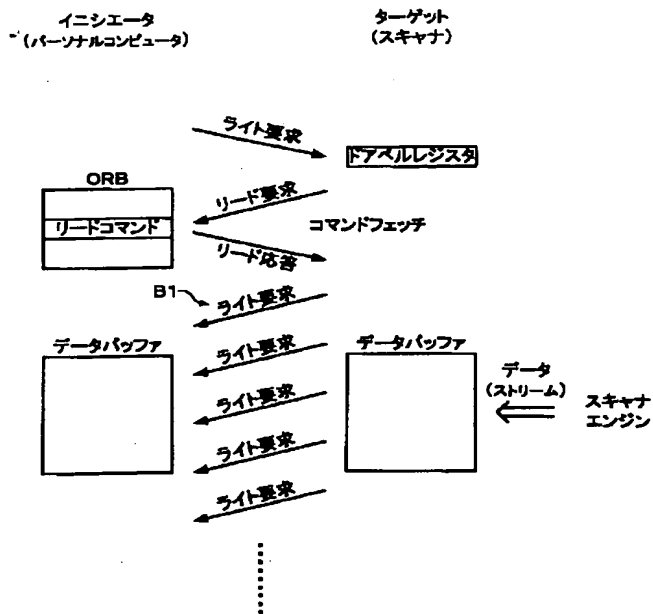 イニシエータ
(パーソナルコンピュータ)
ターゲット
(スキャナ)
ライト要求
ドアベルレジスタ
ORB
リード要求
リードコマンド
コマンドフェッチ
リード応答
B1
ライト要求
データバッファ
ライト要求
データバッファ
データ
(ストリーム)
スキャナ
エンジン
ライト要求
ライト要求
ライト要求